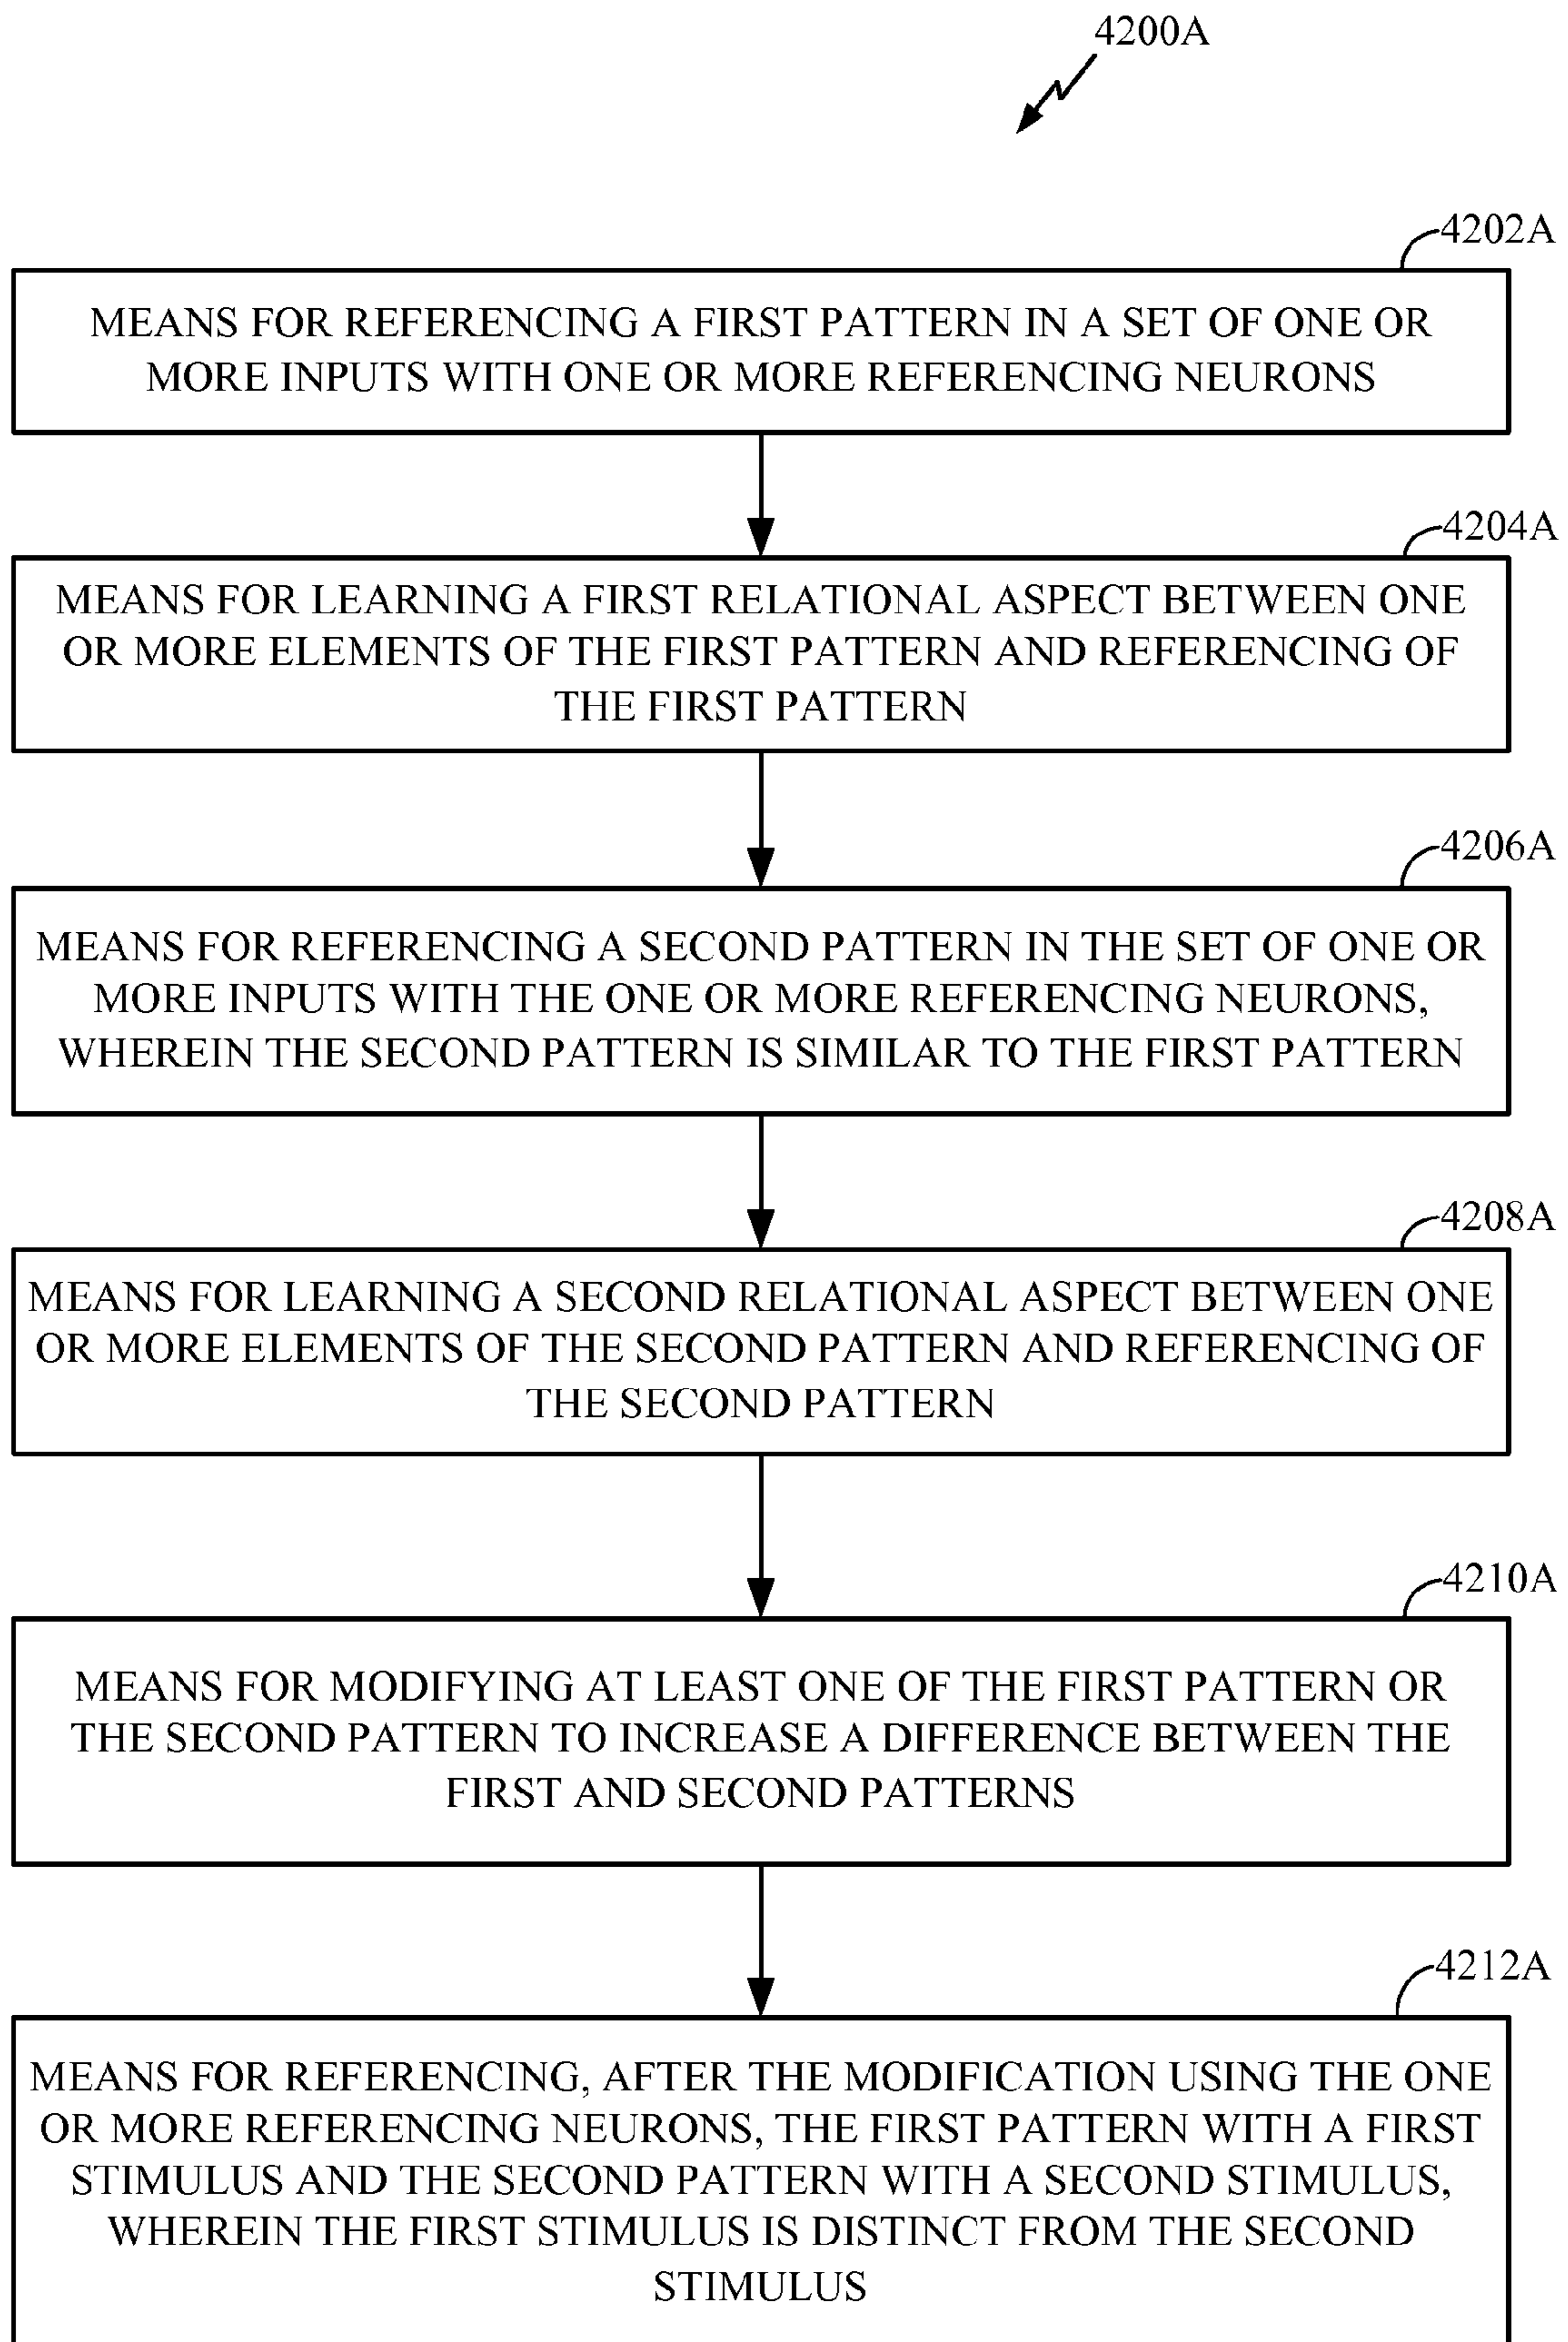 4200A
4202A
MEANS FOR REFERENCING A FIRST PATTERN IN A SET OF ONE OR
MORE INPUTS WITH ONE OR MORE REFERENCING NEURONS
4204A
MEANS FOR LEARNING A FIRST RELATIONAL ASPECT BETWEEN ONE
OR MORE ELEMENTS OF THE FIRST PATTERN AND REFERENCING OF
THE FIRST PATTERN
4206A
MEANS FOR REFERENCING A SECOND PATTERN IN THE SET OF ONE OR
MORE INPUTS WITH THE ONE OR MORE REFERENCING NEURONS,
WHEREIN THE SECOND PATTERN IS SIMILAR TO THE FIRST PATTERN
4208A
MEANS FOR LEARNING A SECOND RELATIONAL ASPECT BETWEEN ONE
OR MORE ELEMENTS OF THE SECOND PATTERN AND REFERENCING OF
THE SECOND PATTERN
4210A
MEANS FOR MODIFYING AT LEAST ONE OF THE FIRST PATTERN OR
THE SECOND PATTERN TO INCREASE A DIFFERENCE BETWEEN THE
FIRST AND SECOND PATTERNS
4212A
MEANS FOR REFERENCING, AFTER THE MODIFICATION USING THE ONE
OR MORE REFERENCING NEURONS, THE FIRST PATTERN WITH A FIRST
STIMULUS AND THE SECOND PATTERN WITH A SECOND STIMULUS,
WHEREIN THE FIRST STIMULUS IS DISTINCT FROM THE SECOND
STIMULUS